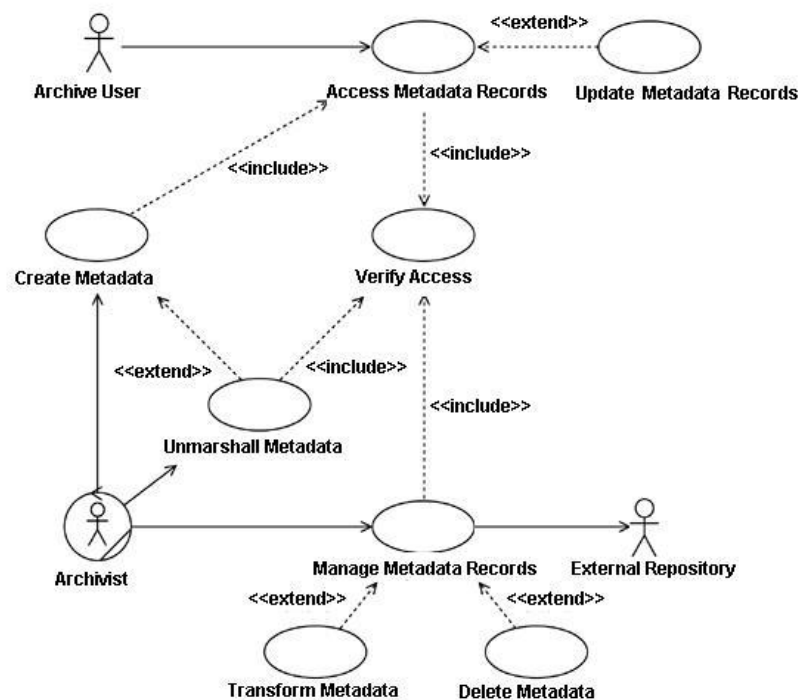 <<extend>>
Archive User
Access Metadata Records
Update Metadata Records
<<include>>
<<include>>
Create Metadata
Verify Access
<<extend>>
<<include>>
<<include>>
Unmarshall Metadata
Archivist
Manage Metadata Records
External Repository
<<extend>>
<<extend>>
Transform Metadata
Delete Metadata